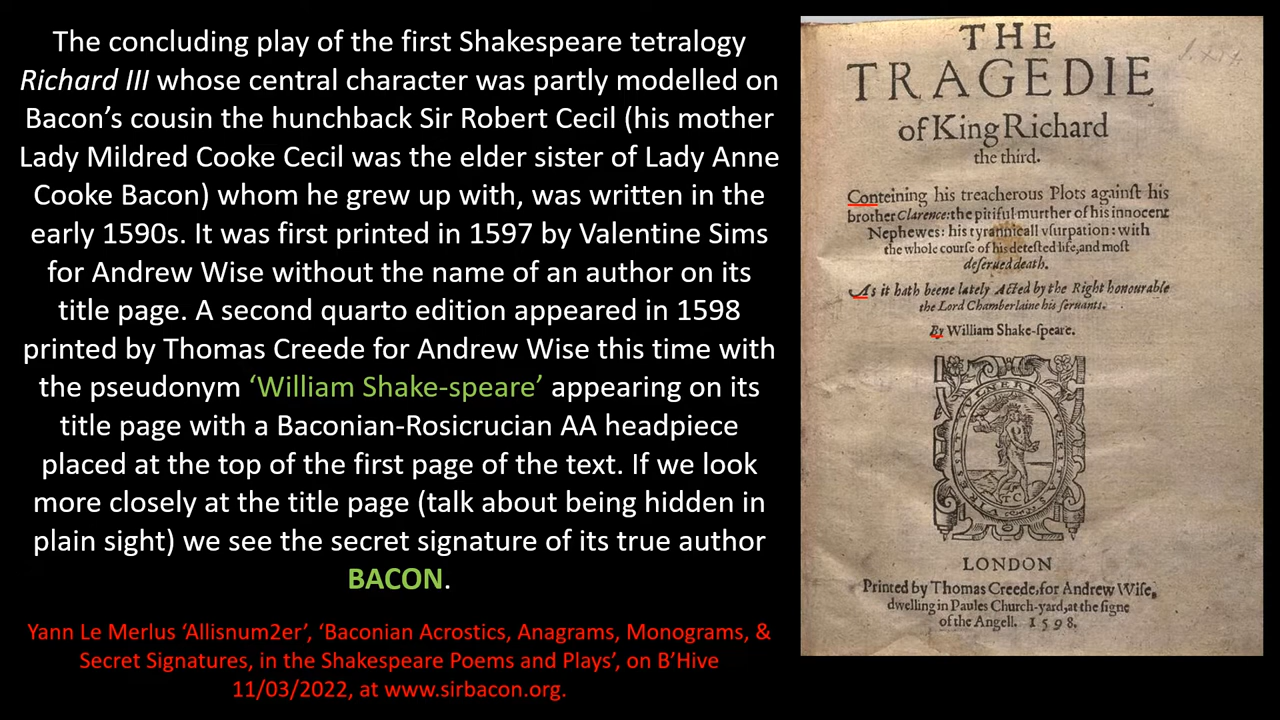 The concluding play of the first Shakespeare tetralogy
Richard III whose central character was partly modelled on
Bacon’s cousin the hunchback Sir Robert Cecil (his mother
Lady Mildred Cooke Cecil was the elder sister of Lady Anne
Cooke Bacon) whom he grew up with, was written in the
early 1590s. It was first printed in 1597 by Valentine Sims
for Andrew Wise without the name of an author on its
title page. A second quarto edition appeared in 1598
printed by Thomas Creede for Andrew Wise this time with
the pseudonym ‘William Shake-speare’ appearing on its
title page with a Baconian-Rosicrucian AA headpiece
placed at the top of the first page of the text. If we look
more closely at the title page (talk about being hidden in
plain sight) we see the secret signature of its true author
BACON.
Yann Le Merlus ‘Allisnum2er’, ‘Baconian Acrostics, Anagrams, Monograms, &
Secret Signatures, in the Shakespeare Poems and Plays’, on B’Hive
11/03/2022, at www.sirbacon.org.
THE
TRAGEDIE
of King Richard
the third.
Conteining his treacherous Plots againſt his
brother Clarence: the pitiful murther of his innocent
Nephewes: his tyrannicall vſurpation: with
the whole courſe of his deteſted life, and moſt
deſerued death.
As it hath beene lately Acted by the Right honourable
the Lord Chamberlaine his ſeruants.
By William Shake-ſpeare.
TC
LONDON
Printed by Thomas Creede, for Andrew Wiſe,
dwelling in Paules Church-yard, at the ſigne
of the Angell. 1598.